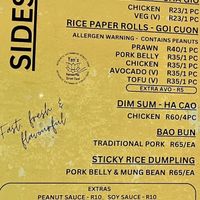 SIDES
CHICKEN R23/1 PC
VEG (V) R23/1 PC
RICE PAPER ROLLS - GOI CUON
ALLERGEN WARNING - CONTAINS PEANUTS
PRAWN R40/1 PC
PORK BELLY R35/1 PC
CHICKEN R35/1 PC
AVOCADO (V) R35/1 PC
TOFU (V) R35/1 PC
EXTRA AVO - R5
DIM SUM - HA CAO
CHICKEN R60/4PC
Fast, fresh & flavourful
BAO BUN
TRADITIONAL PORK R65/EA
STICKY RICE DUMPLING
PORK BELLY & MUNG BEAN R65/EA
EXTRAS
PEANUT SAUCE - R10, SOY SAUCE - R10